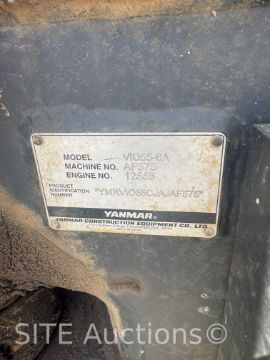 MODEL VIO55-6A
MACHINE NO. AF575
ENGINE NO. 12553
PRODUCT
IDENTIFICATION
NUMBER *YMRVIO55CJAJAF575*
YANMAR
YANMAR CONSTRUCTION EQUIPMENT CO., LTD.
SITE Auctions